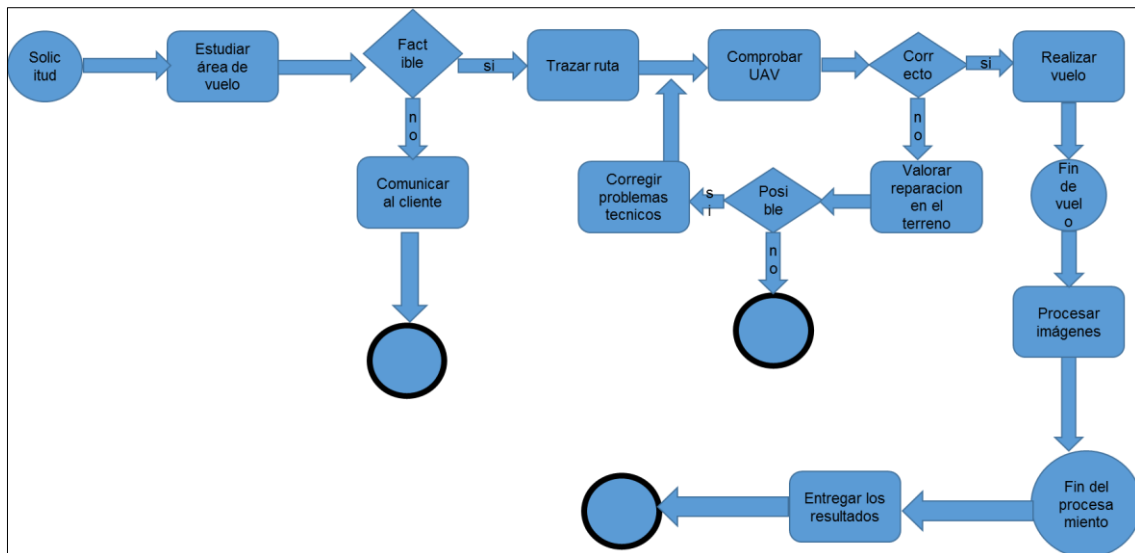 Solic
itud
Estudiar
área de
vuelo
Fact
ible
si
Trazar ruta
Comprobar
UAV
Corr
ecto
si
Realizar
vuelo
n
o
Comunicar
al cliente
n
o
Valorar
reparacion
en el
terreno
Posi
ble
s
i
Corregir
problemas
tecnicos
n
o
Fin
de
vuel
o
Procesar
imágenes
Fin del
procesa
miento
Entregar los
resultados